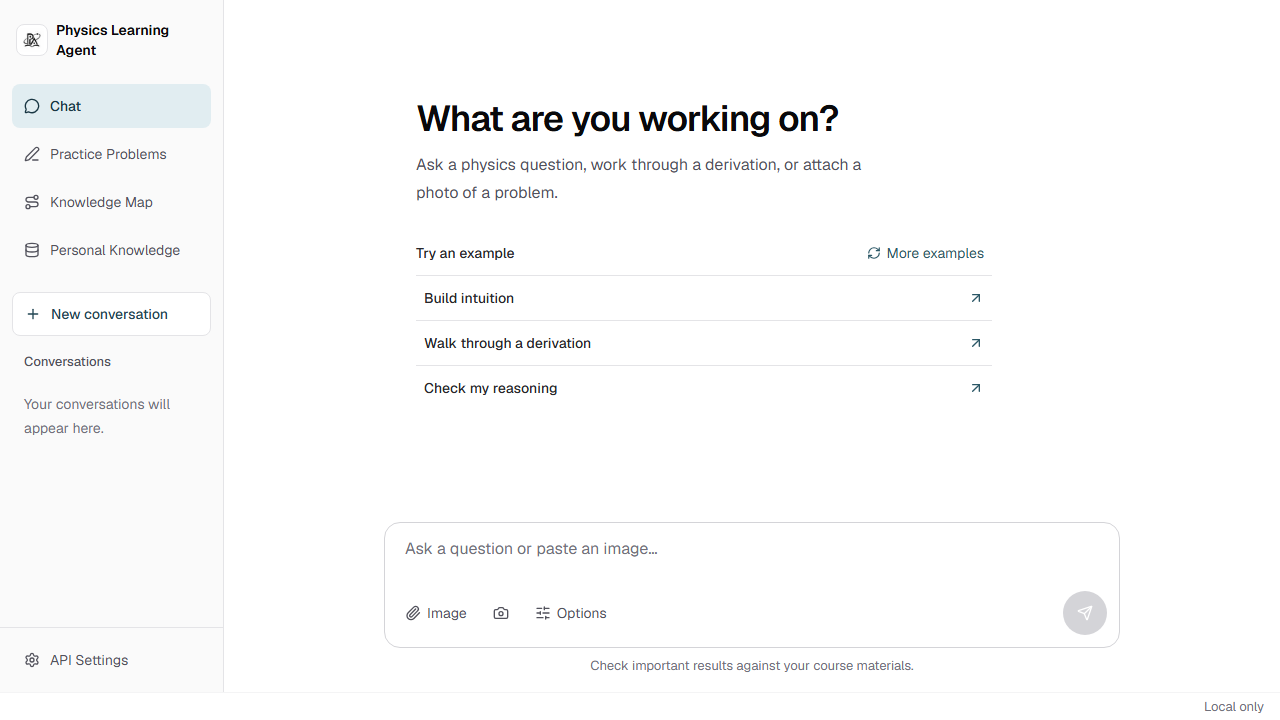 Physics Learning
Agent
Chat
Practice Problems
Knowledge Map
Personal Knowledge
New conversation
Conversations
Your conversations will
appear here.
API Settings
What are you working on?
Ask a physics question, work through a derivation, or attach a
photo of a problem.
Try an example
More examples
Build intuition
Walk through a derivation
Check my reasoning
Ask a question or paste an image...
Image
Options
Check important results against your course materials.
Local only